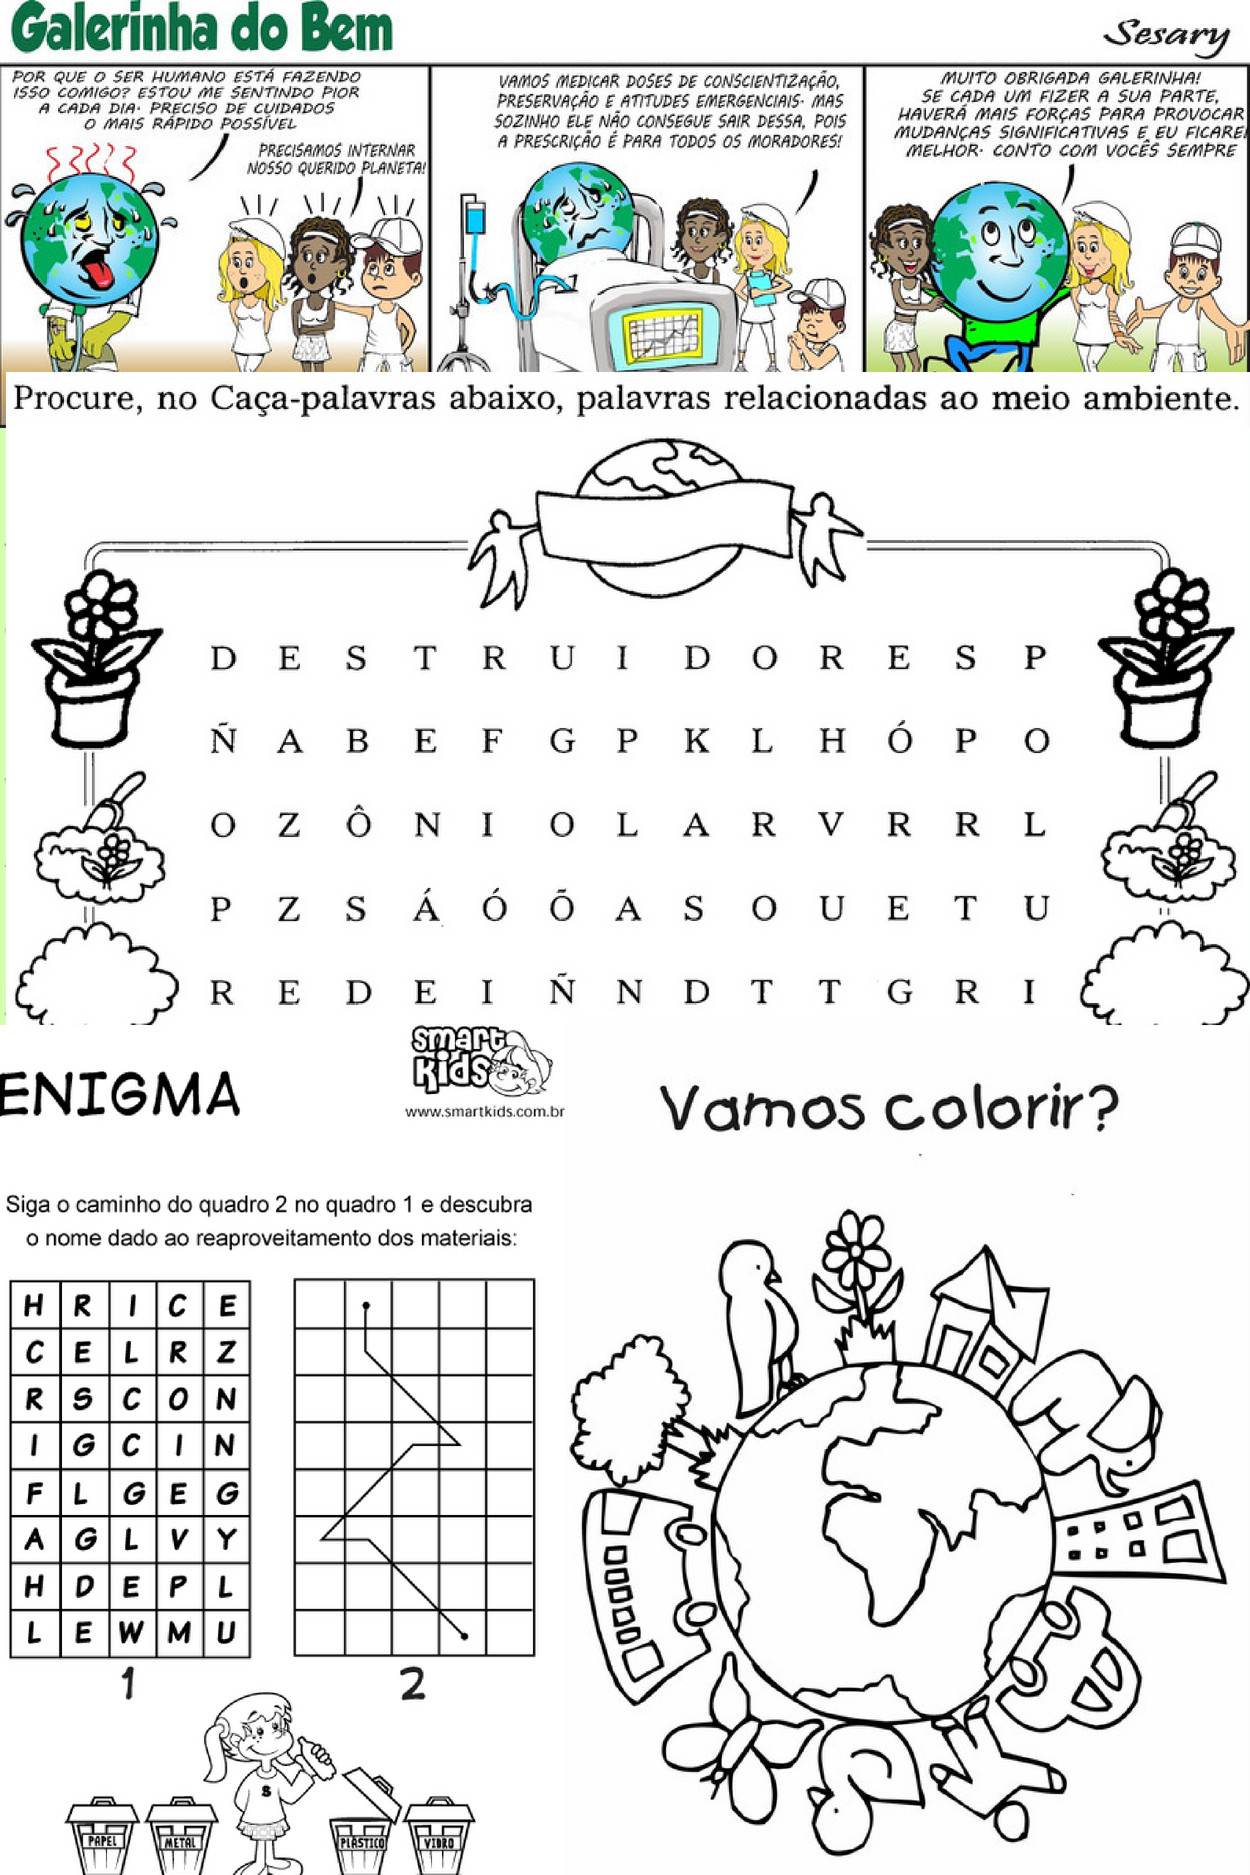 Galerinha do Bem
Sesary
POR QUE O SER HUMANO ESTÁ FAZENDO
ISSO COMIGO? ESTOU ME SENTINDO PIOR
A CADA DIA. PRECISO DE CUIDADOS
O MAIS RÁPIDO POSSÍVEL
PRECISAMOS INTERNAR
NOSSO QUERIDO PLANETA!
VAMOS MEDICAR DOSES DE CONSCIENTIZAÇÃO,
PRESERVAÇÃO E ATITUDES EMERGENCIAIS. MAS
SOZINHO ELE NÃO CONSEGUE SAIR DESSA, POIS
A PRESCRIÇÃO É PARA TODOS OS MORADORES!
MUITO OBRIGADA GALERINHA!
SE CADA UM FIZER A SUA PARTE,
HAVERÁ MAIS FORÇAS PARA PROVOCAR
MUDANÇAS SIGNIFICATIVAS E EU FICAREI
MELHOR. CONTO COM VOCÊS SEMPRE
Procure, no Caça-palavras abaixo, palavras relacionadas ao meio ambiente.
D E S T R U I D O R E S P
Ñ A B E F G P K L H Ó P O
O Z Ô N I O L A R V R R L
P Z S Á Ó Õ A S O U E T U
R E D E I Ñ N D T T G R I
smart
kids
www.smartkids.com.br
ENIGMA
Siga o caminho do quadro 2 no quadro 1 e descubra
o nome dado ao reaproveitamento dos materiais:
H R I C E
C E L R Z
R S C O N
I G C I N
F L G E G
A G L V Y
H D E P L
L E W M U
1
2
S
PAPEL
METAL
PLÁSTICO
VIDRO
Vamos colorir?